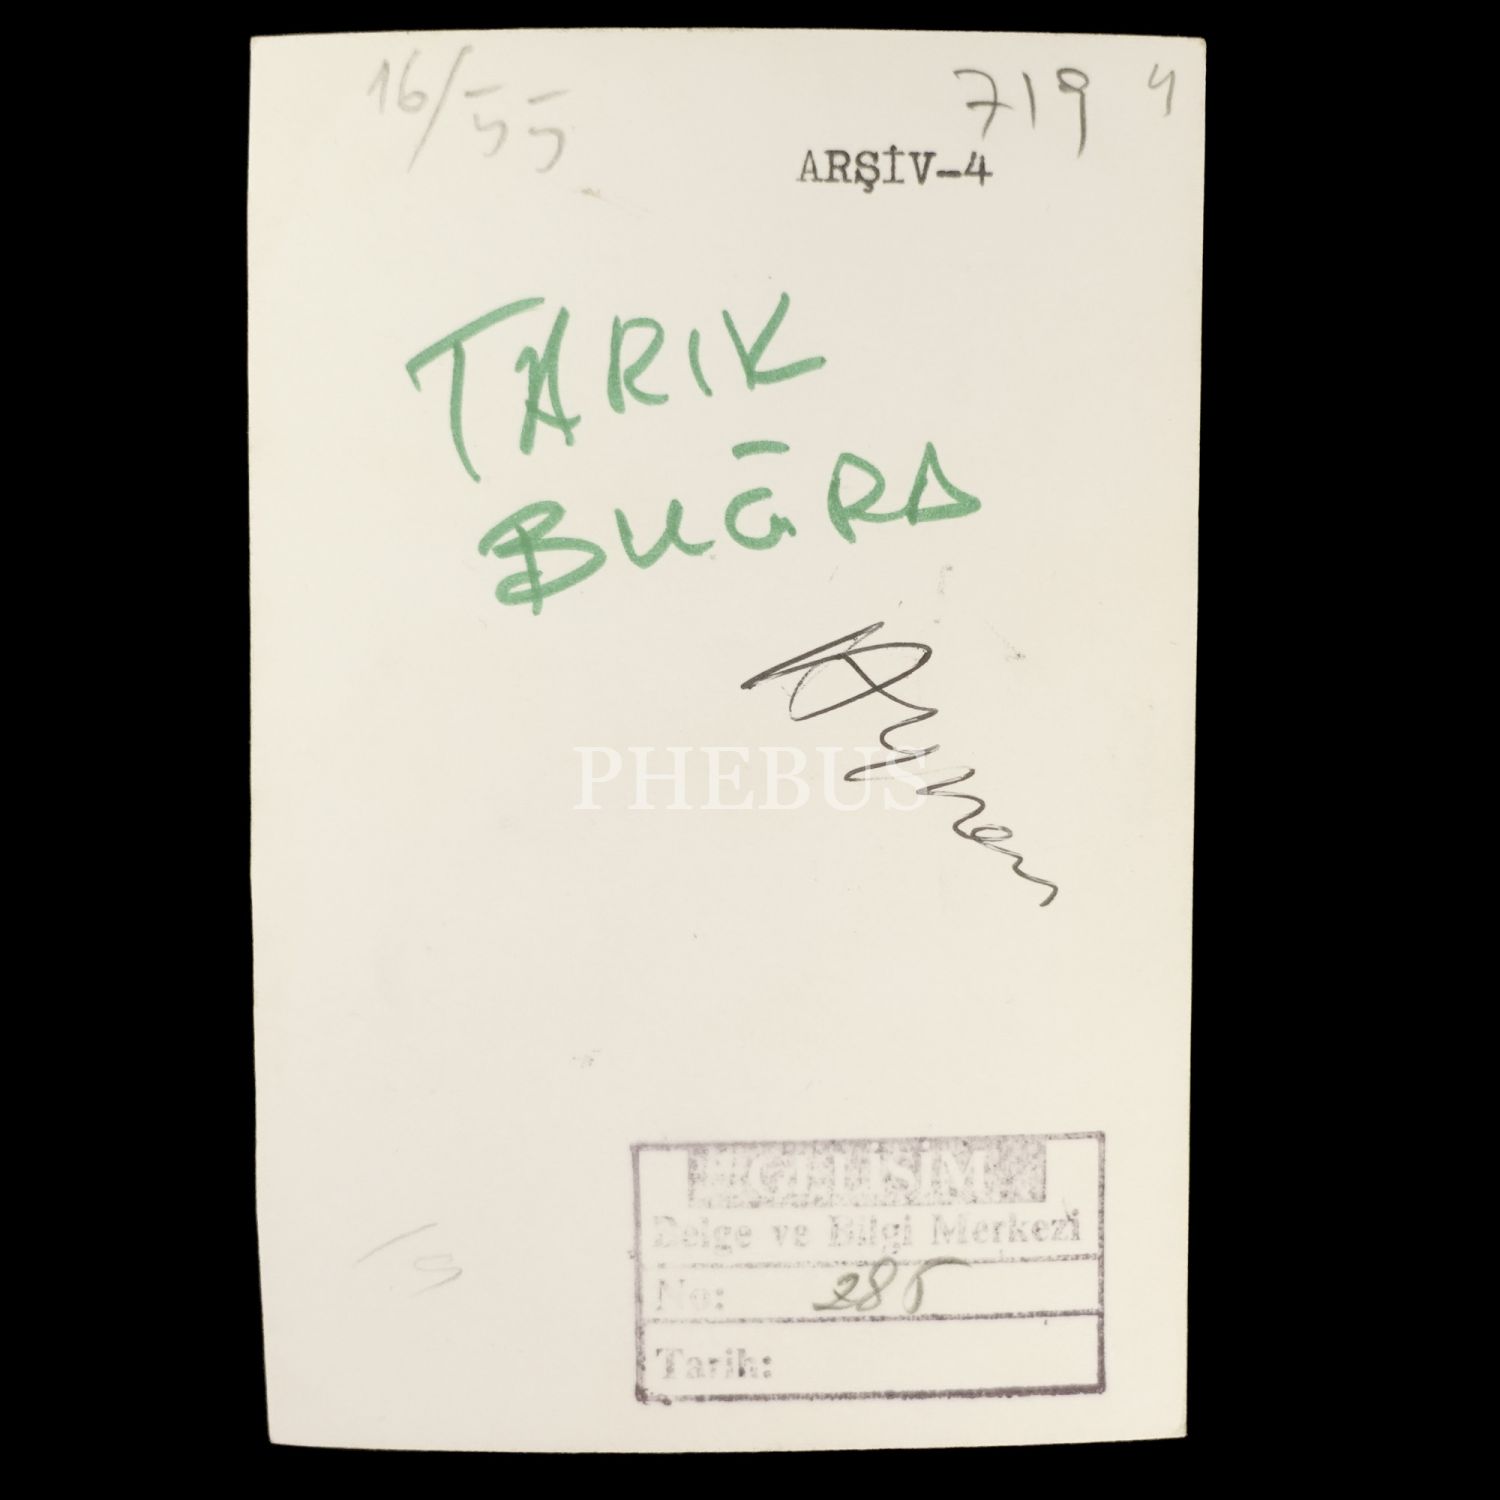 16/55
719 4
ARŞİV-4
TARIK
BUĞRA
PHEBUS
GELİŞİM
Belge ve Bilgi Merkezi
No: 285
Tarih: